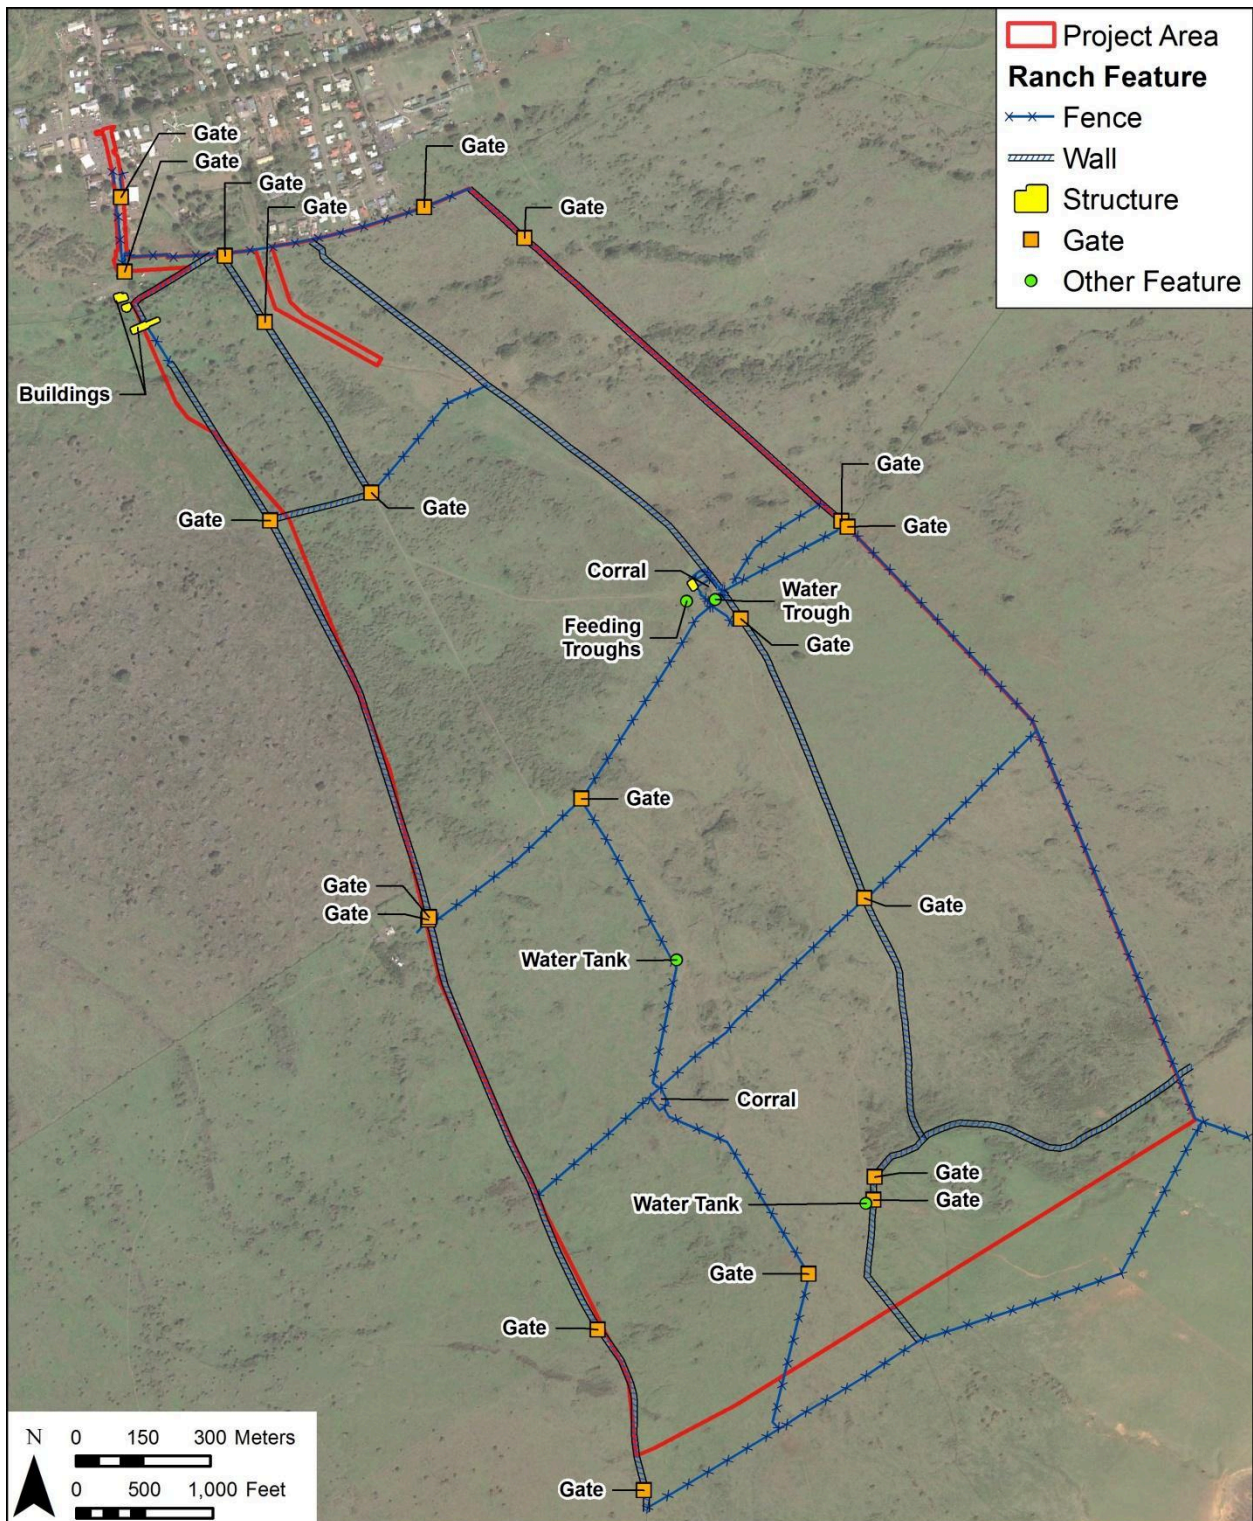 Project Area
Ranch Feature
Fence
Wall
Structure
Gate
Other Feature
Gate
Gate
Gate
Gate
Gate
Gate
Buildings
Gate
Gate
Gate
Gate
Corral
Water
Trough
Feeding
Troughs
Gate
Gate
Gate
Gate
Gate
Water Tank
Corral
Gate
Gate
Water Tank
Gate
Gate
Gate
N
0 150 300 Meters
0 500 1,000 Feet